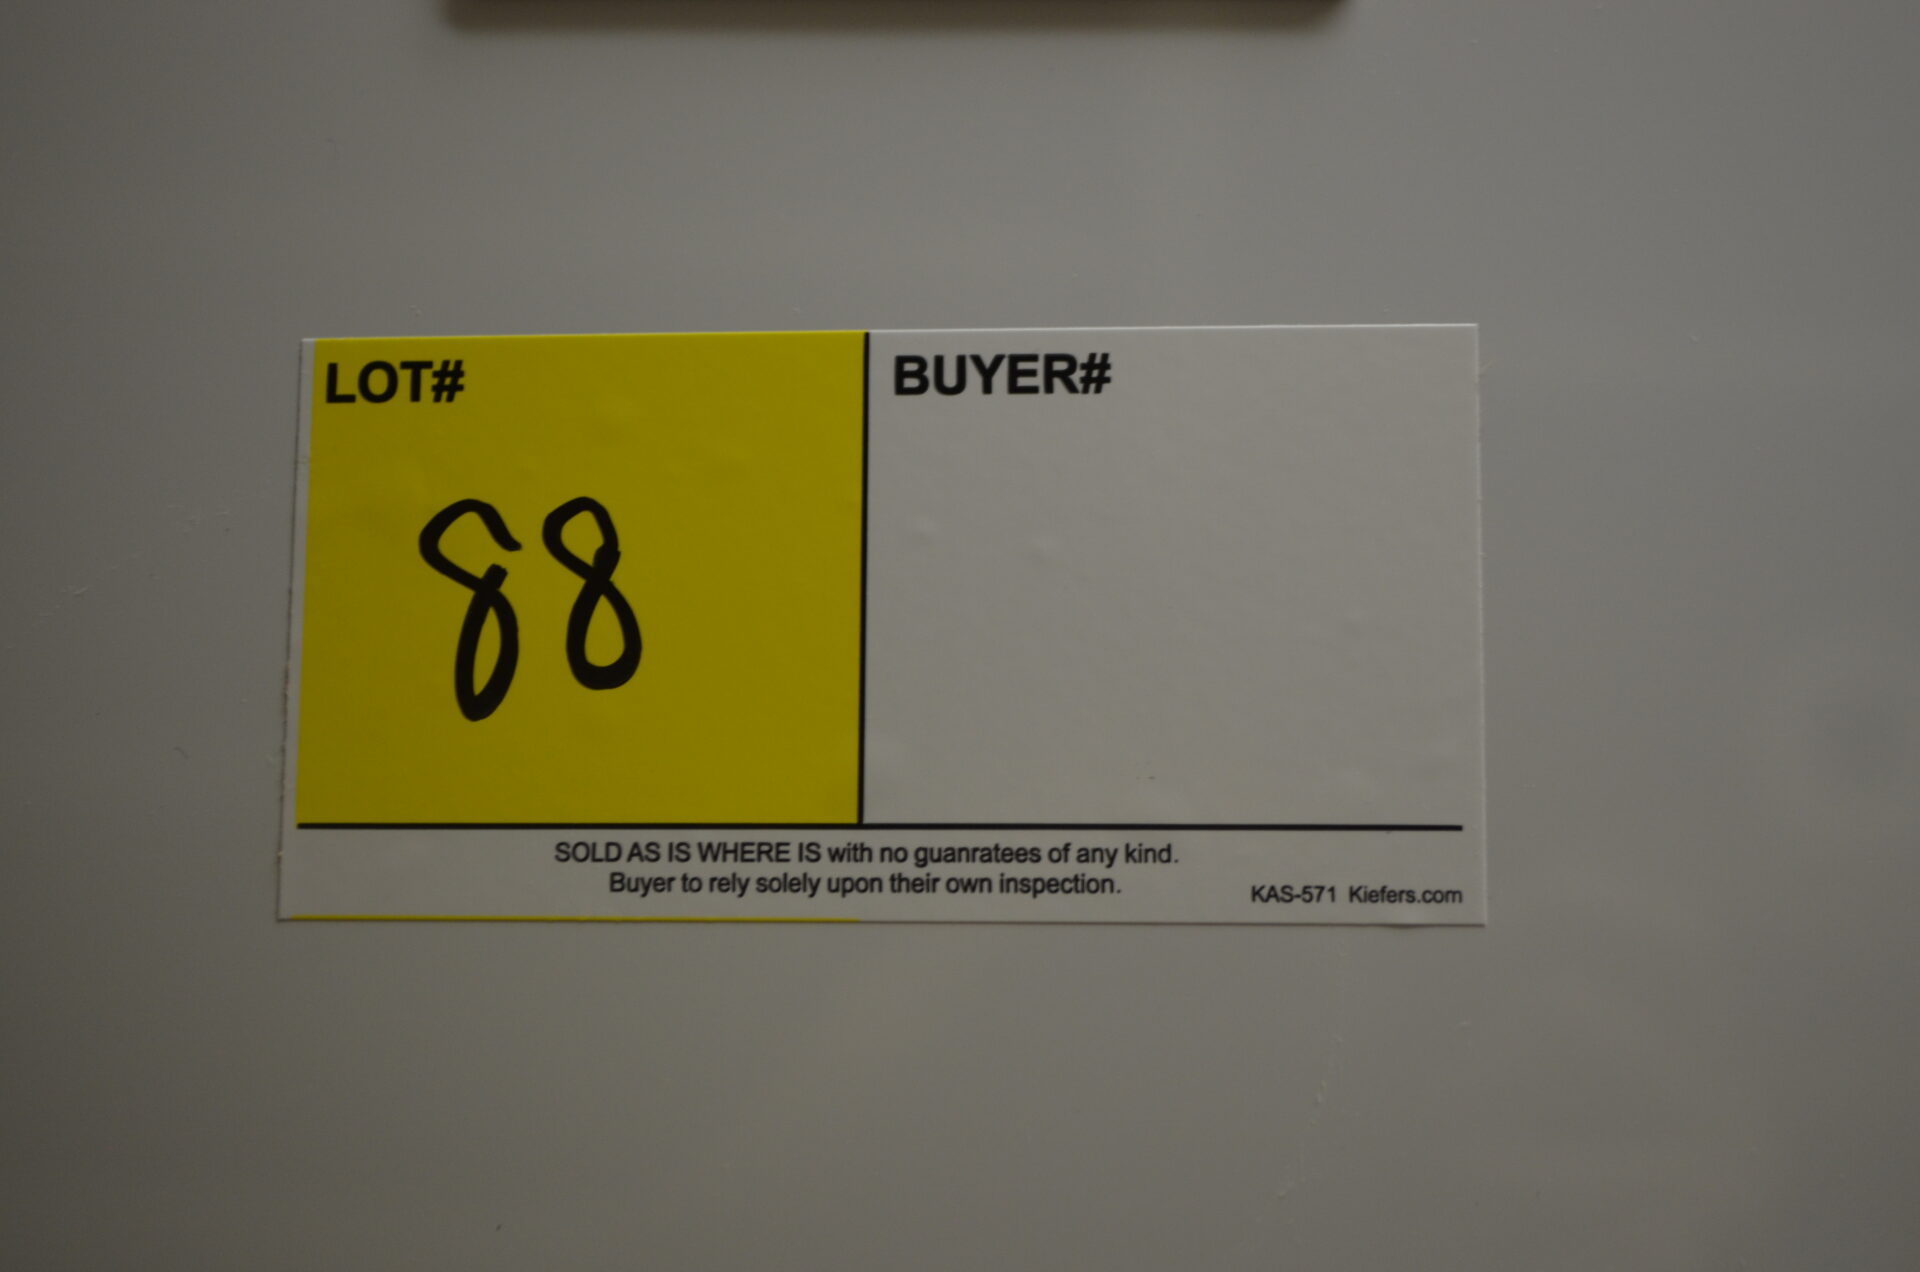 LOT#
BUYER#
88
SOLD AS IS WHERE IS with no guanratees of any kind.
Buyer to rely solely upon their own inspection.
KAS-571 Kiefers.com